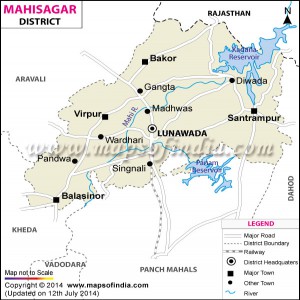 MAHISAGAR
DISTRICT
N
RAJASTHAN
ARAVALI
Kadana
Reservoir
Bakor
Gangta
Diwada
Mahi R.
Madhwas
Virpur
LUNAWADA
Santrampur
Wardhari
www.mapsofindia.com
Pandwa
Singnali
Panam
Reservoir
Balasinor
DAHOD
KHEDA
LEGEND
Major Road
District Boundary
Railway
District Headquaters
Major Town
Other Town
River
VADODARA
PANCH MAHALS
Map not to Scale
Copyright © 2014 www.mapsofindia.com
(Updated on 12th July 2014)